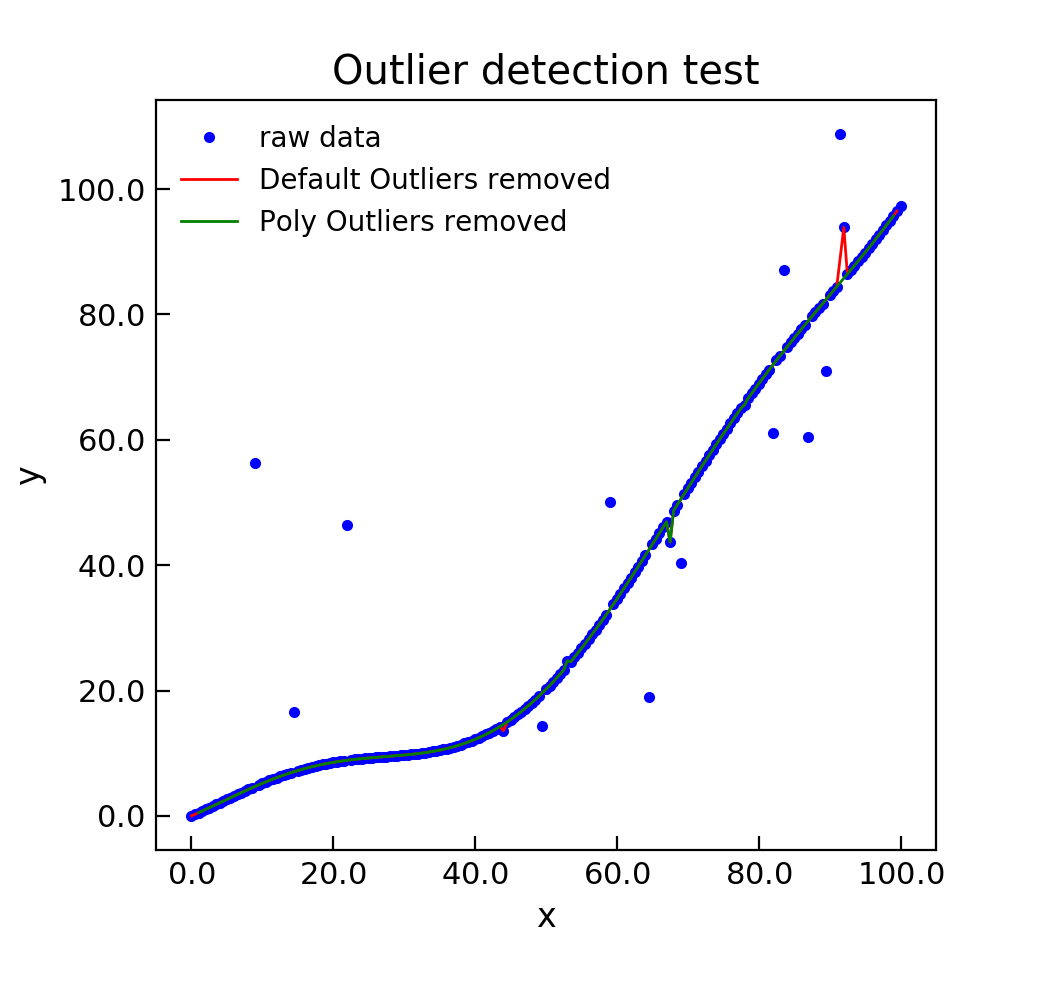 Outlier detection test
raw data
Default Outliers removed
Poly Outliers removed
100.0
80.0
60.0
40.0
20.0
0.0
y
0.0 20.0 40.0 60.0 80.0 100.0
x